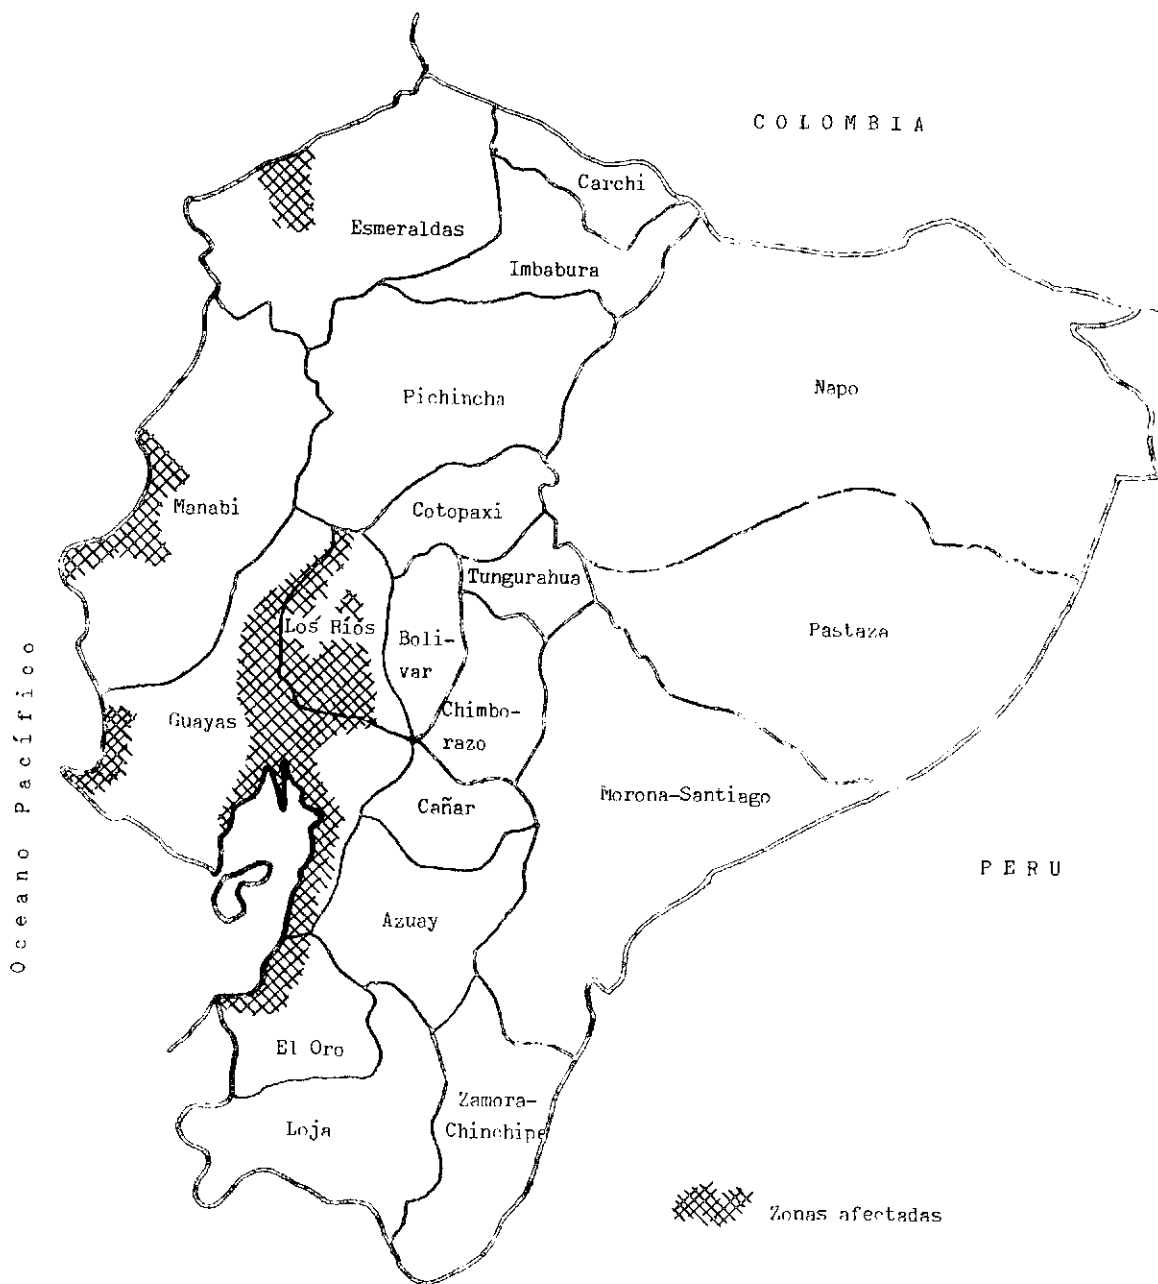 COLOMBIA
Carchi
Esmeraldas
Imbabura
Pichincha
Napo
Manabi
Cotopaxi
Tungurahua
Los Ríos
Boli-
var
Pastaza
Guayas
Chimbo-
razo
Morona-Santiago
Cañar
Oceano Pacífico
PERU
Azuay
El Oro
Zamora-
Chinchipe
Loja
Zonas afectadas